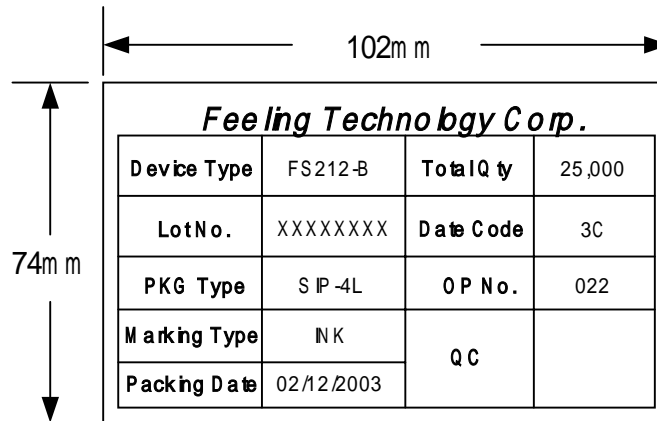 102mm
Feeling Technology Corp.
74mm
Device Type FS212-B Total Qty 25,000
Lot No. XXXXXXXX Date Code 3C
PKG Type SIP-4L OP No. 022
Marking Type INK
QC
Packing Date 02/12/2003